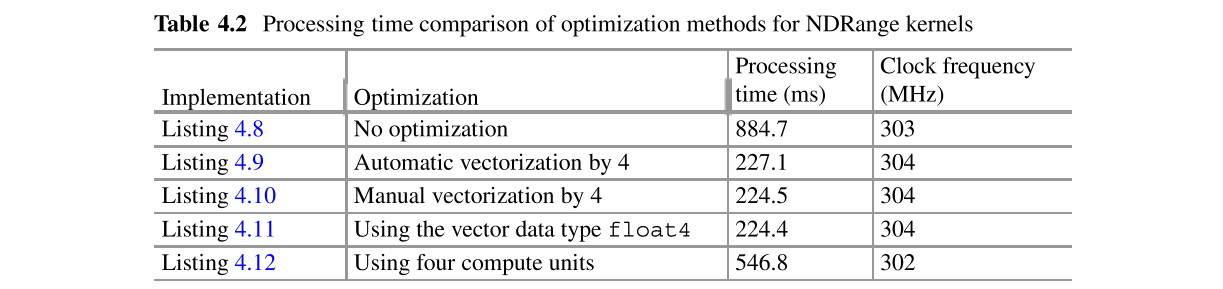 Table 4.2 Processing time comparison of optimization methods for NDRange kernels
Implementation Optimization Processing time (ms) Clock frequency (MHz)
Listing 4.8 No optimization 884.7 303
Listing 4.9 Automatic vectorization by 4 227.1 304
Listing 4.10 Manual vectorization by 4 224.5 304
Listing 4.11 Using the vector data type float4 224.4 304
Listing 4.12 Using four compute units 546.8 302